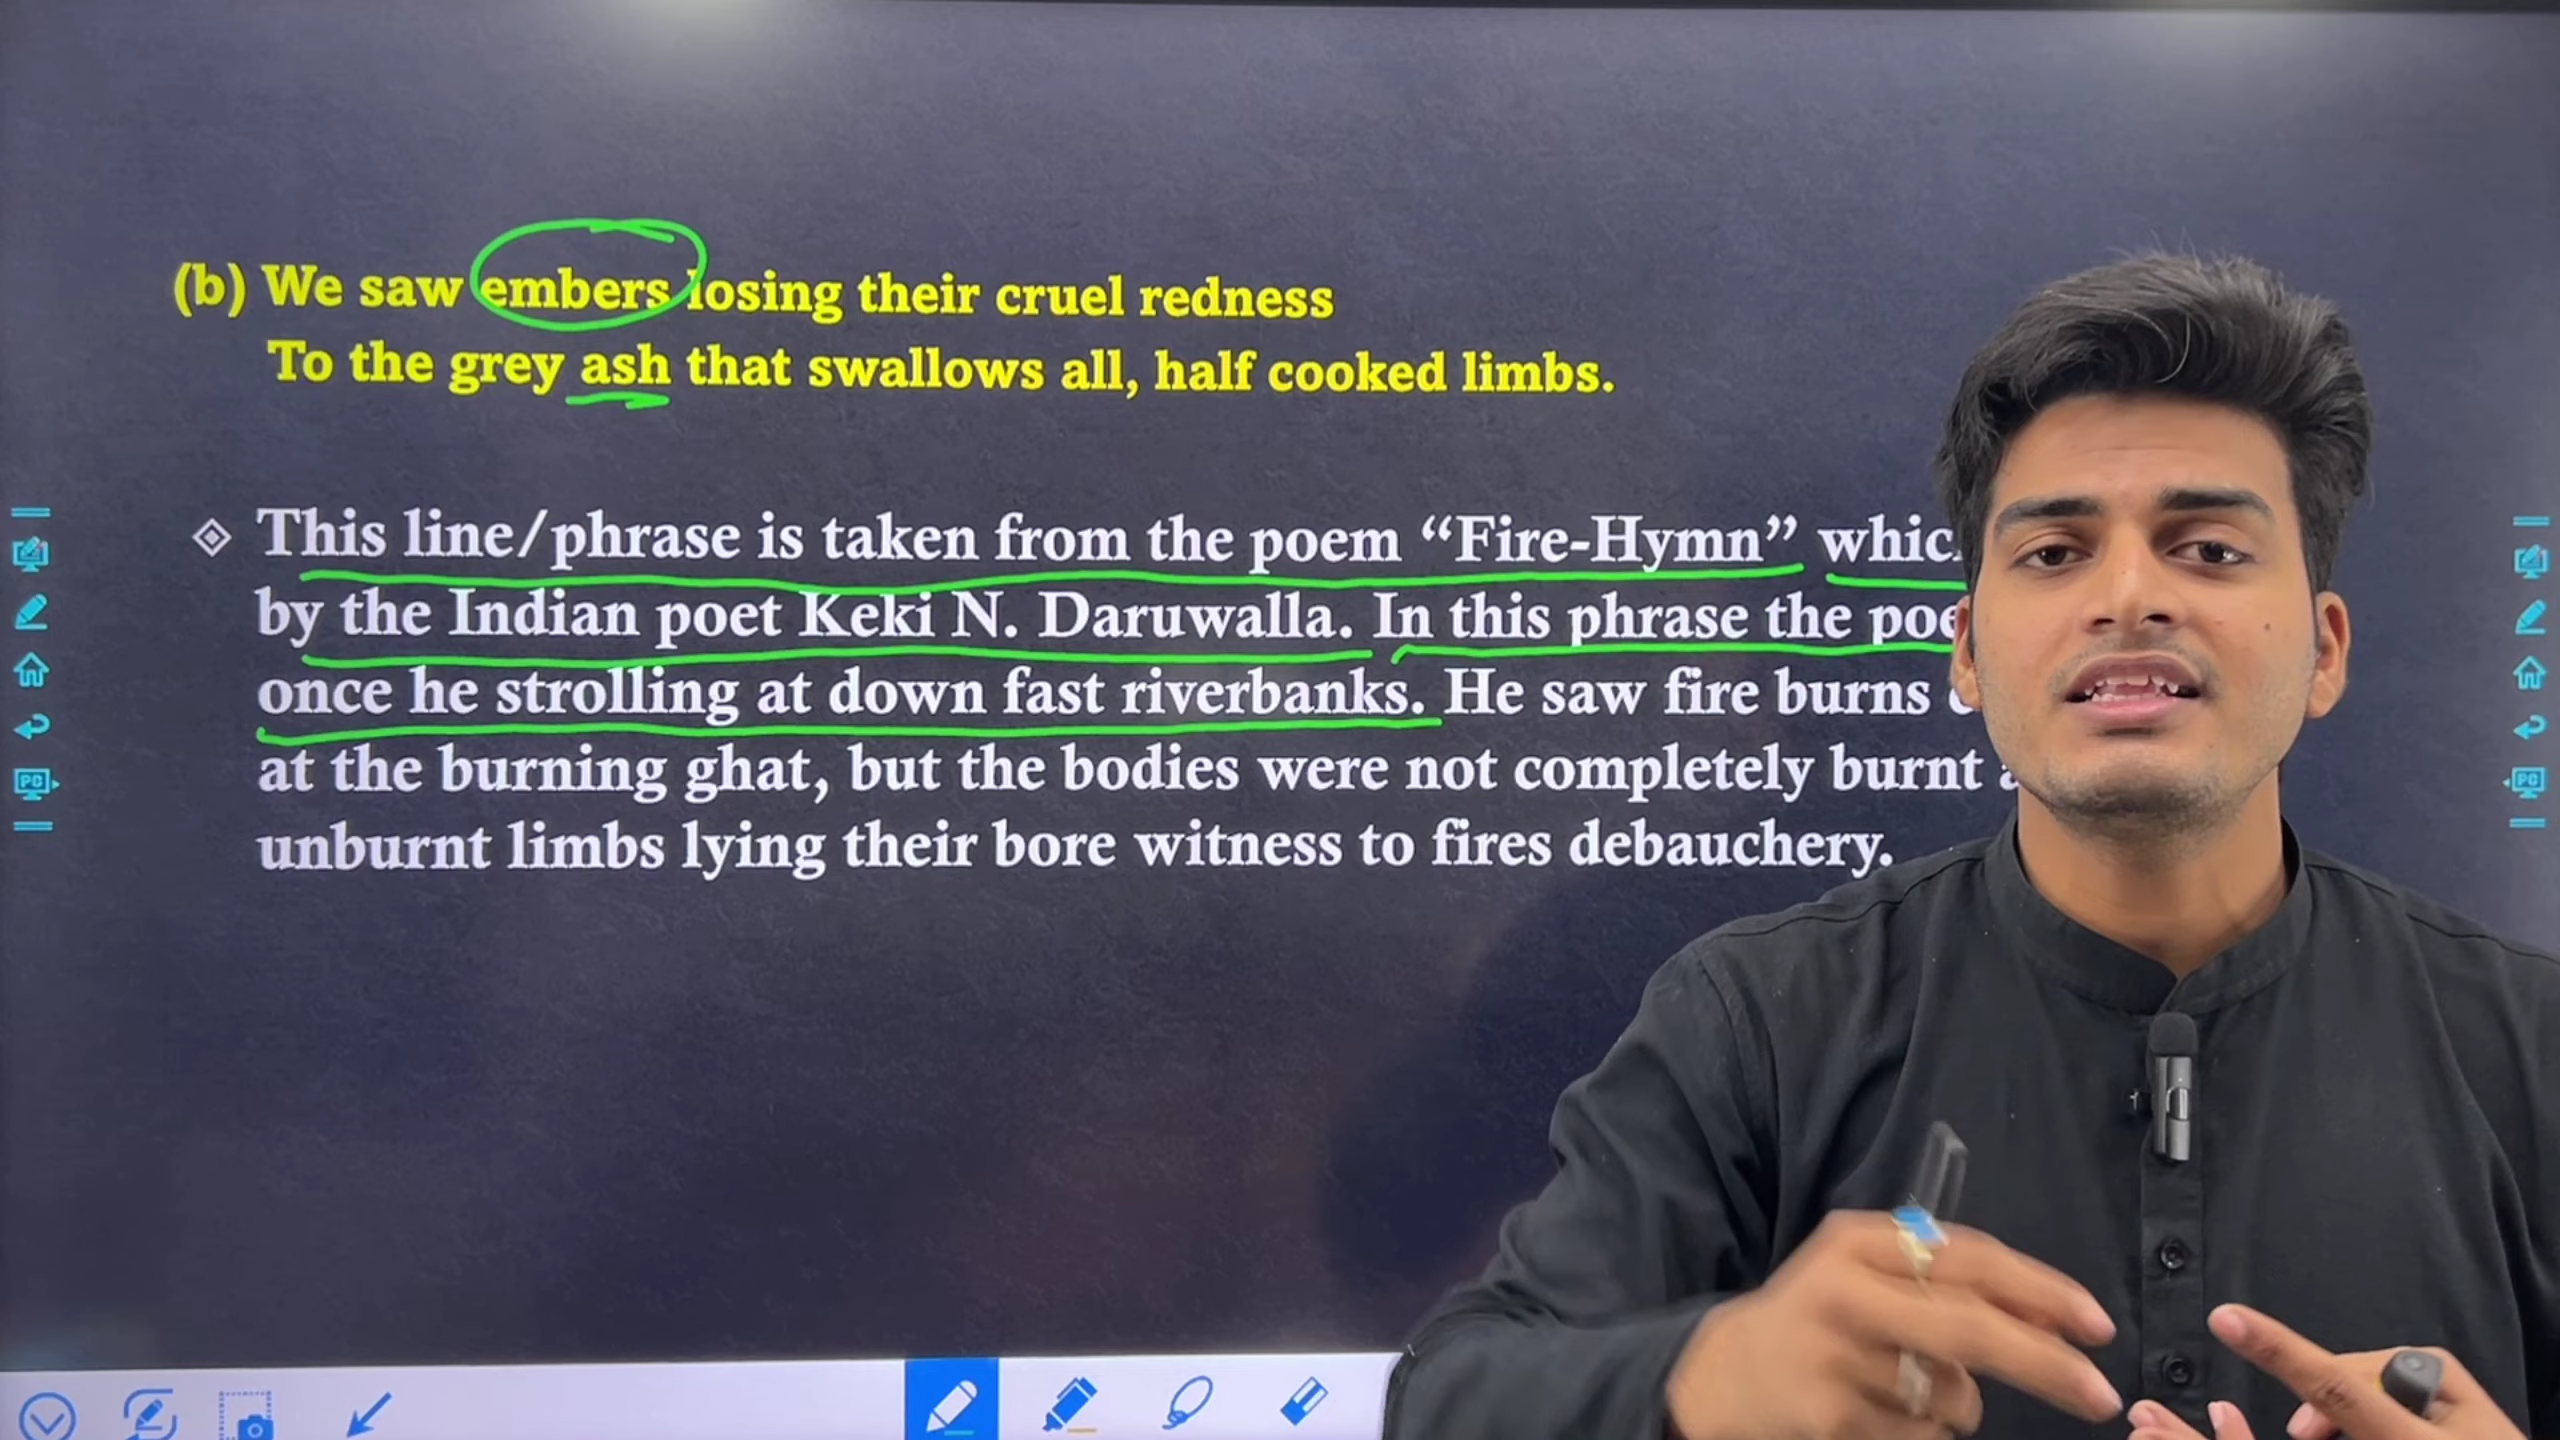 (b) We saw embers losing their cruel redness
To the grey ash that swallows all, half cooked limbs.
This line/phrase is taken from the poem “Fire-Hymn”
by the Indian poet Keki N. Daruwalla. In this phrase the
once he strolling at down fast riverbanks. He saw fire burns
at the burning ghat, but the bodies were not completely burnt
unburnt limbs lying their bore witness to fires debauchery.
PC
PC